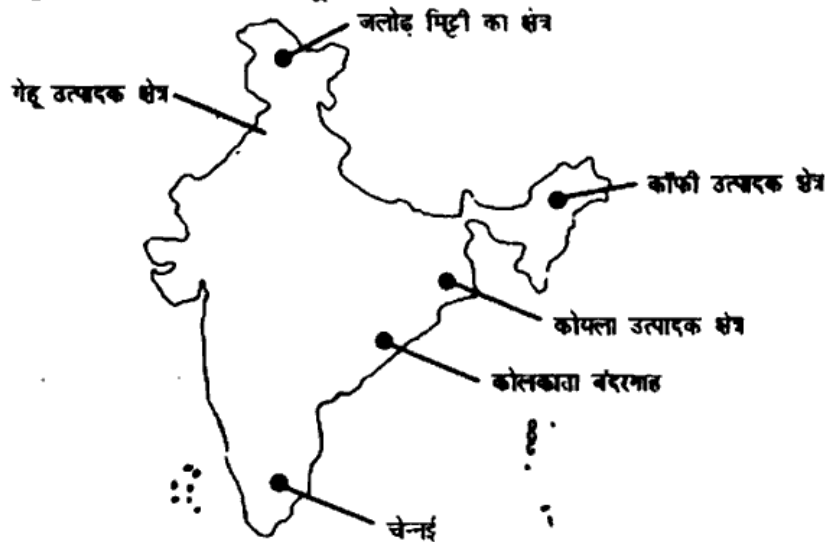 जलोढ़ मिट्टी का क्षेत्र
गेहू उत्पादक क्षेत्र
कॉफी उत्पादक क्षेत्र
कोयला उत्पादक क्षेत्र
कोलकाता बंदरगाह
चेन्नई